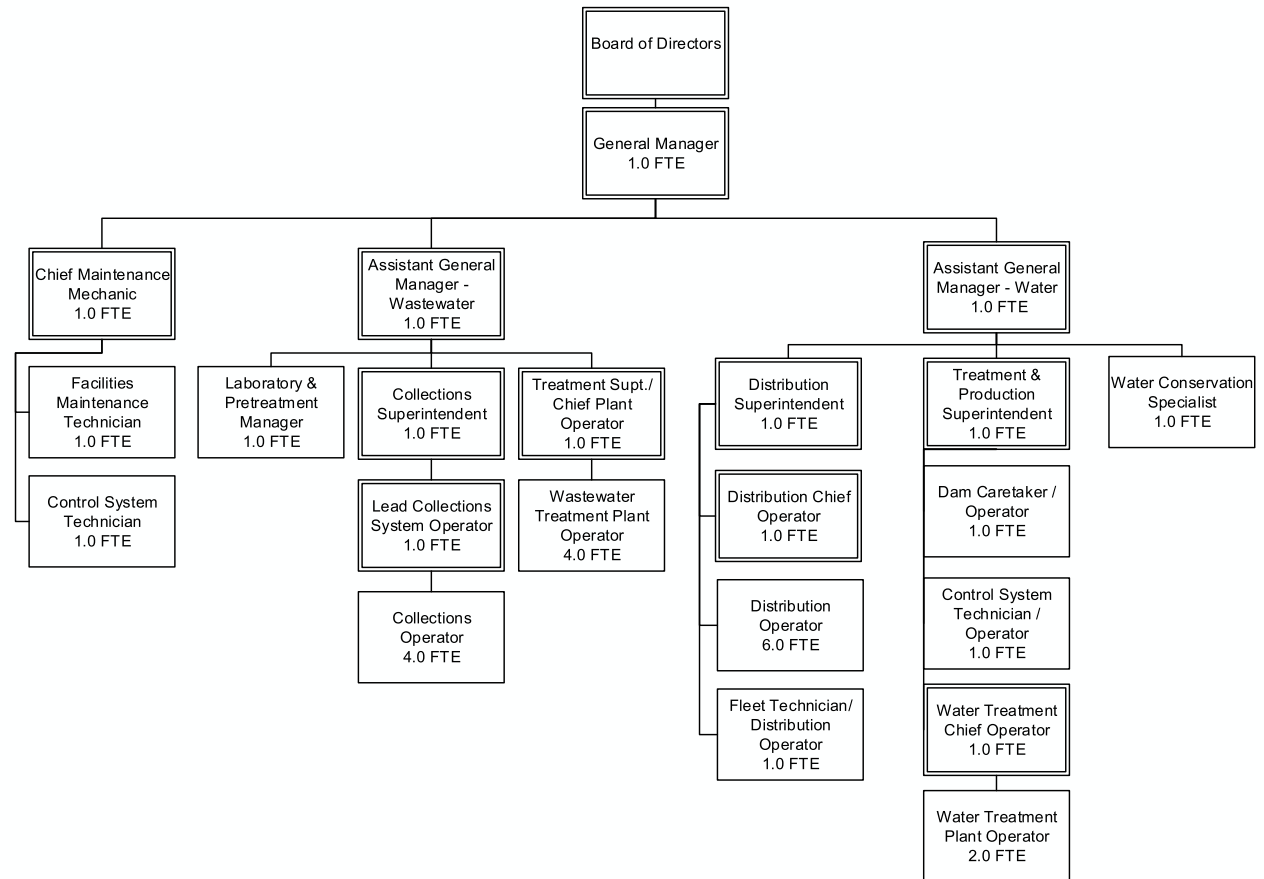 Board of Directors
General Manager
1.0 FTE
Chief Maintenance
Mechanic
1.0 FTE
Facilities
Maintenance
Technician
1.0 FTE
Control System
Technician
1.0 FTE
Assistant General
Manager -
Wastewater
1.0 FTE
Laboratory &
Pretreatment
Manager
1.0 FTE
Collections
Superintendent
1.0 FTE
Lead Collections
System Operator
1.0 FTE
Collections
Operator
4.0 FTE
Treatment Supt./
Chief Plant
Operator
1.0 FTE
Wastewater
Treatment Plant
Operator
4.0 FTE
Assistant General
Manager - Water
1.0 FTE
Distribution
Superintendent
1.0 FTE
Distribution Chief
Operator
1.0 FTE
Distribution
Operator
6.0 FTE
Fleet Technician/
Distribution
Operator
1.0 FTE
Treatment &
Production
Superintendent
1.0 FTE
Dam Caretaker /
Operator
1.0 FTE
Control System
Technician /
Operator
1.0 FTE
Water Treatment
Chief Operator
1.0 FTE
Water Treatment
Plant Operator
2.0 FTE
Water Conservation
Specialist
1.0 FTE